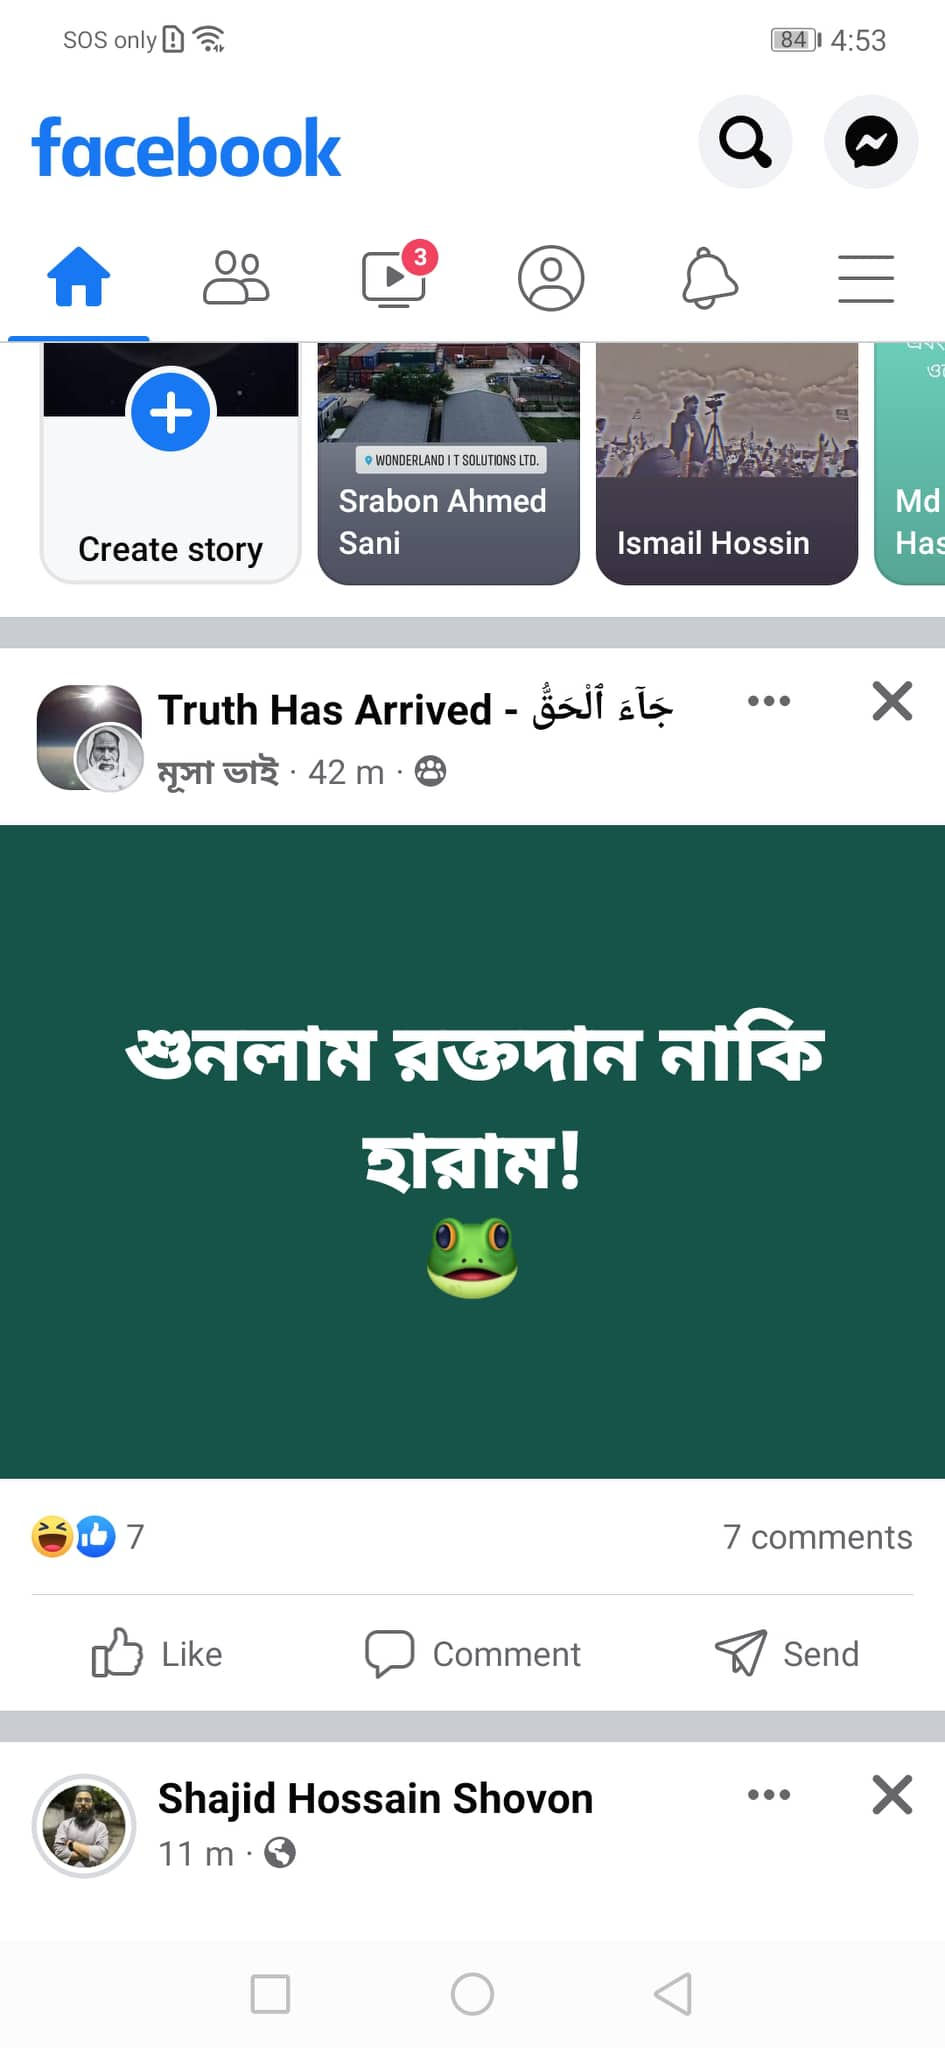 SOS only
84 4:53
facebook
3
WONDERLAND I T SOLUTIONS LTD.
Create story
Srabon Ahmed
Sani
Ismail Hossin
Md
Has
Truth Has Arrived - جَآءَ ٱلْحَقُّ
মূসা ভাই · 42 m ·
শুনলাম রক্তদান নাকি
হারাম!
7
7 comments
Like
Comment
Send
Shajid Hossain Shovon
11 m ·